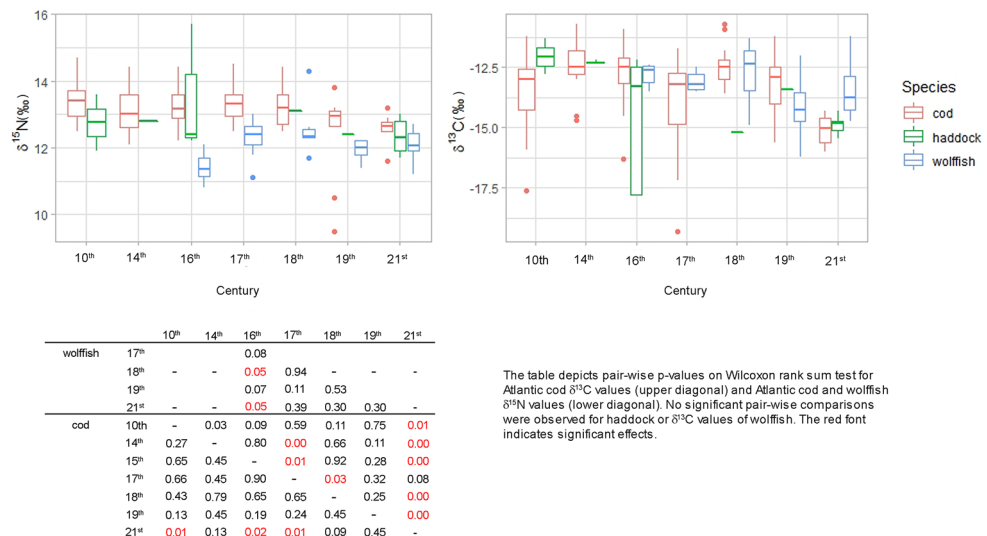 16
14
12
10
δ¹⁵N(‰)
10th 14th 16th 17th 18th 19th 21st
Century
-12.5
-15.0
-17.5
δ¹³C(‰)
10th 14th 16th 17th 18th 19th 21st
Century
Species
cod
haddock
wolffish
10th 14th 16th 17th 18th 19th 21st
wolffish 17th 0.08
18th – – 0.05 0.94 – – –
19th 0.07 0.11 0.53
21st – – 0.05 0.39 0.30 0.30 -
cod 10th – 0.03 0.09 0.59 0.11 0.75 0.01
14th 0.27 – 0.80 0.00 0.66 0.11 0.00
15th 0.65 0.45 – 0.01 0.92 0.28 0.00
17th 0.66 0.45 0.90 – 0.03 0.32 0.08
18th 0.43 0.79 0.65 0.65 – 0.25 0.00
19th 0.13 0.45 0.19 0.24 0.45 – 0.00
21st 0.01 0.13 0.02 0.01 0.09 0.45 -
The table depicts pair-wise p-values on Wilcoxon rank sum test for
Atlantic cod δ¹³C values (upper diagonal) and Atlantic cod and wolffish
δ¹⁵N values (lower diagonal). No significant pair-wise comparisons
were observed for haddock or δ¹³C values of wolffish. The red font
indicates significant effects.